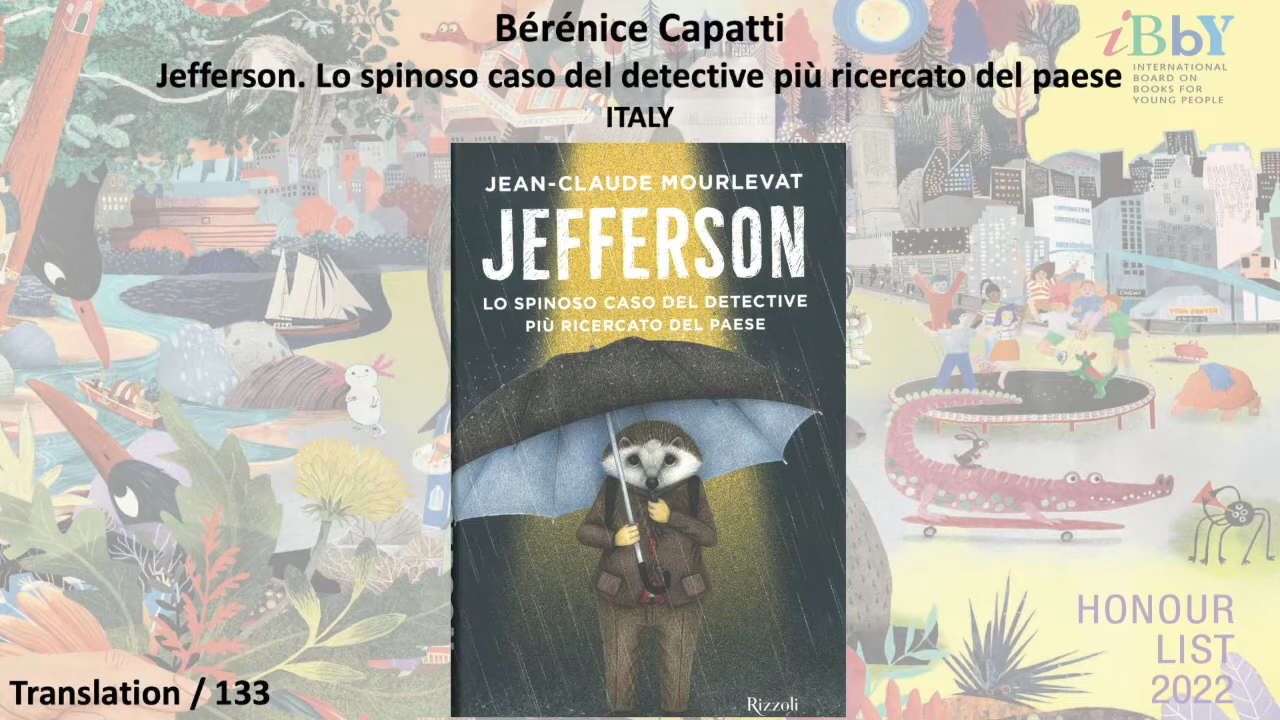 Bérénice Capatti
Jefferson. Lo spinoso caso del detective più ricercato del paese
ITALY
iBbY
INTERNATIONAL
BOARD ON
BOOKS FOR
YOUNG PEOPLE
JEAN-CLAUDE MOURLEVAT
JEFFERSON
LO SPINOSO CASO DEL DETECTIVE
PIÙ RICERCATO DEL PAESE
Rizzoli
HONOUR
LIST
2022
Translation / 133